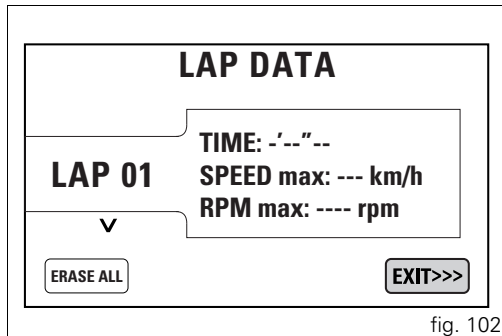 LAP DATA
LAP 01
TIME: -'--"--
SPEED max: --- km/h
RPM max: ---- rpm
ERASE ALL
EXIT>>>
fig. 102